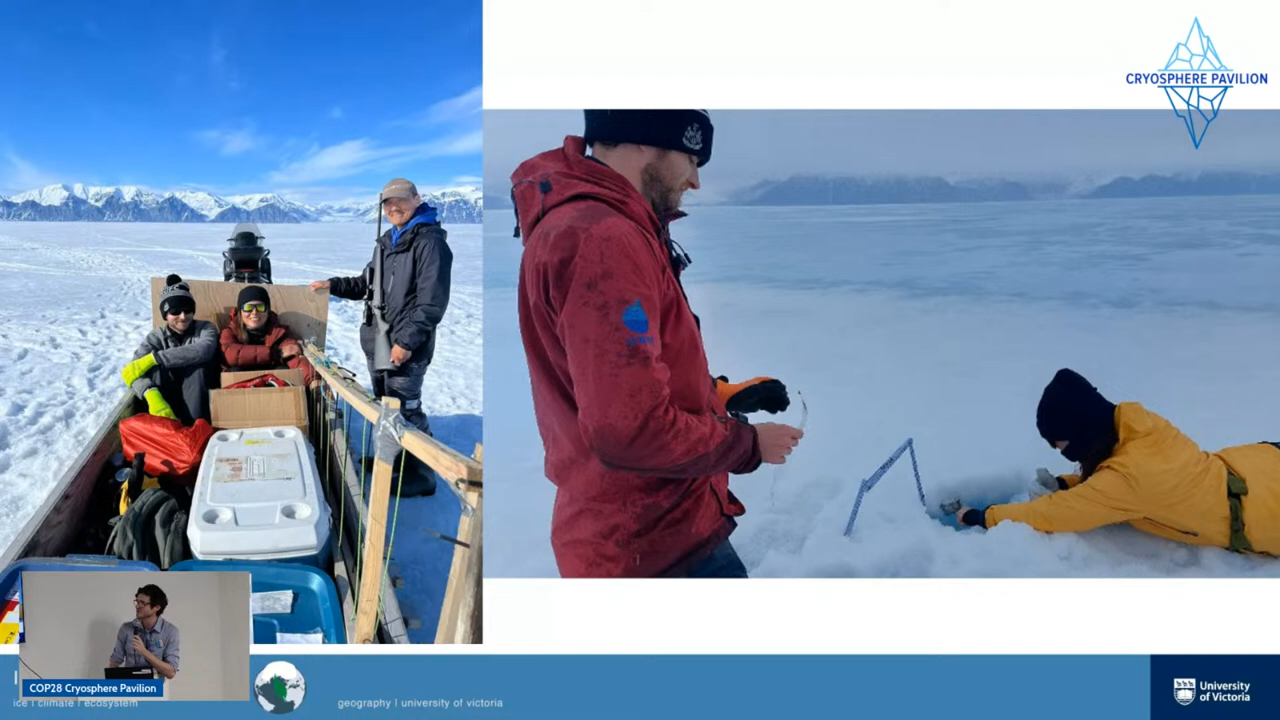 CRYOSPHERE PAVILION
COP28 Cryosphere Pavilion
ice | climate | ecosystem
geography | university of victoria
University
of Victoria